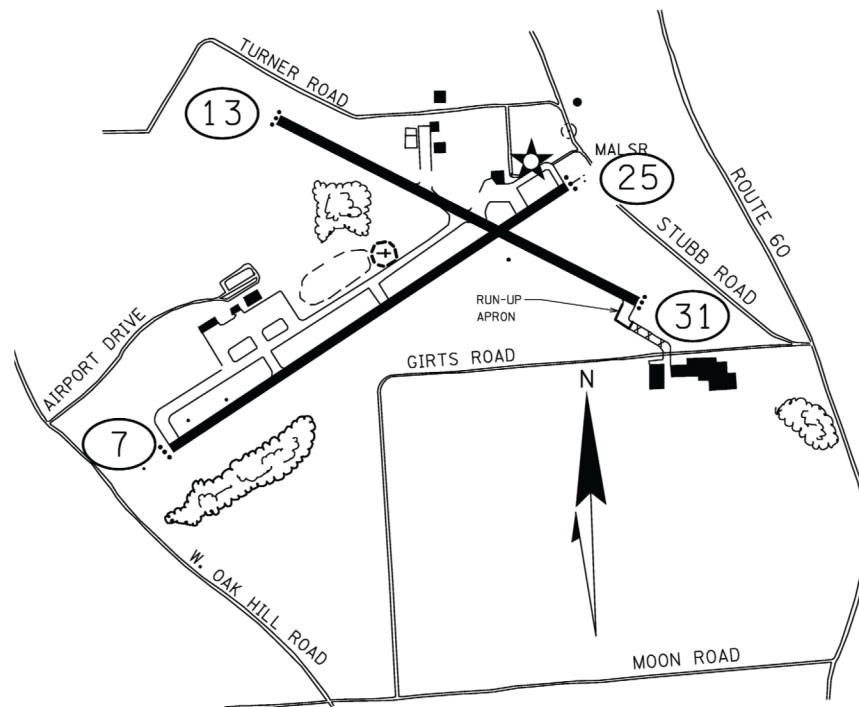 TURNER ROAD
13
MALSR
25
ROUTE 60
STUBB ROAD
RUN-UP
APRON
31
AIRPORT DRIVE
GIRTS ROAD
N
7
W. OAK HILL ROAD
MOON ROAD